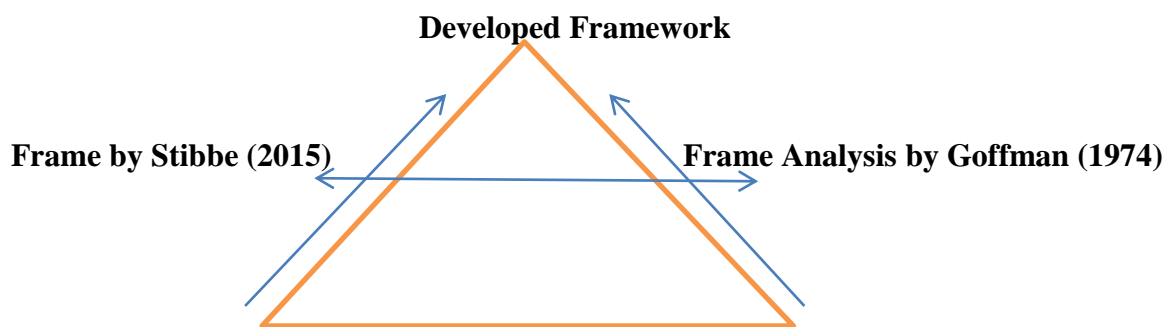 Developed Framework
Frame by Stibbe (2015)
Frame Analysis by Goffman (1974)